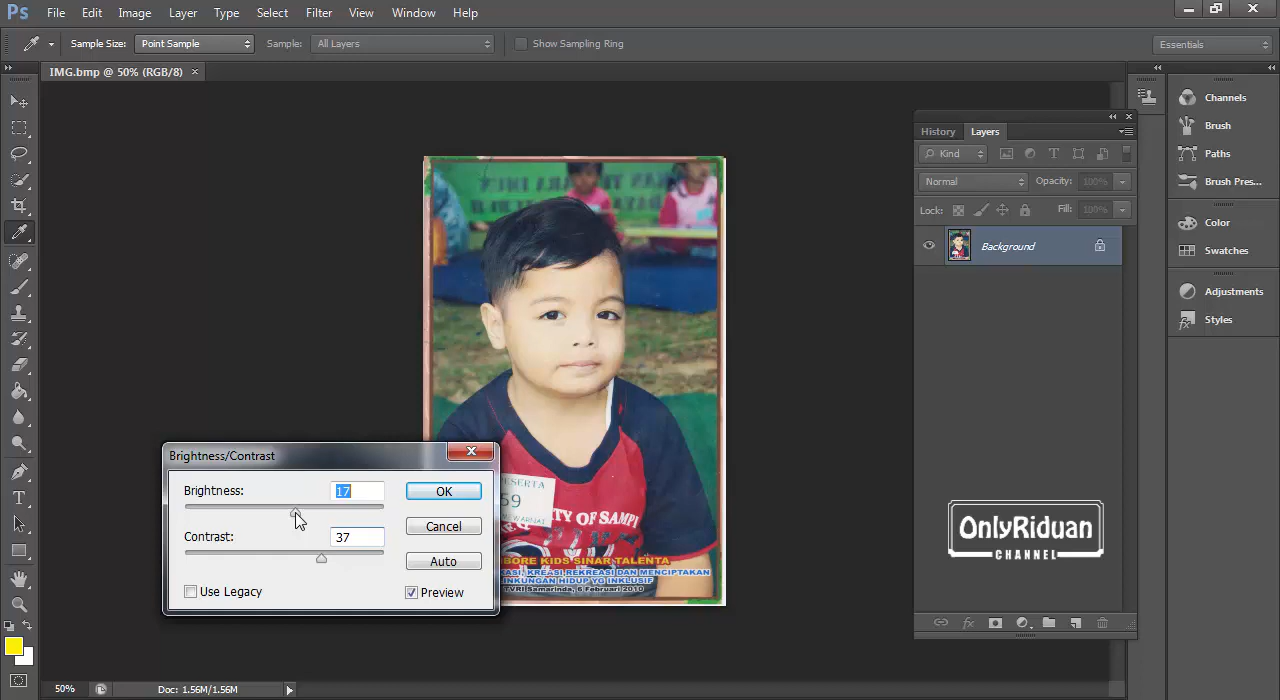 Ps File Edit Image Layer Type Select Filter View Window Help
Sample Size: Point Sample Sample: All Layers Show Sampling Ring Essentials
IMG.bmp @ 50% (RGB/8) ×
History Layers
Kind
Normal Opacity: 100%
Lock: Fill: 100%
Background
Channels
Brush
Paths
Brush Pres...
Color
Swatches
Adjustments
Styles
Brightness/Contrast
Brightness: 17 OK
Cancel
Contrast: 37
Auto
Use Legacy Preview
PESERTA
59
MEWARNAI
TY OF SAMPI
BORE KIDS SINAR TALENTA
ASI, KREASI, REKREASI DAN MENCIPTAKAN
INKUNGAN HIDUP YG INKLUSIF
TVRI Samarinda, 6 Februari 2010
OnlyRiduan
CHANNEL
50% Doc: 1.56M/1.56M